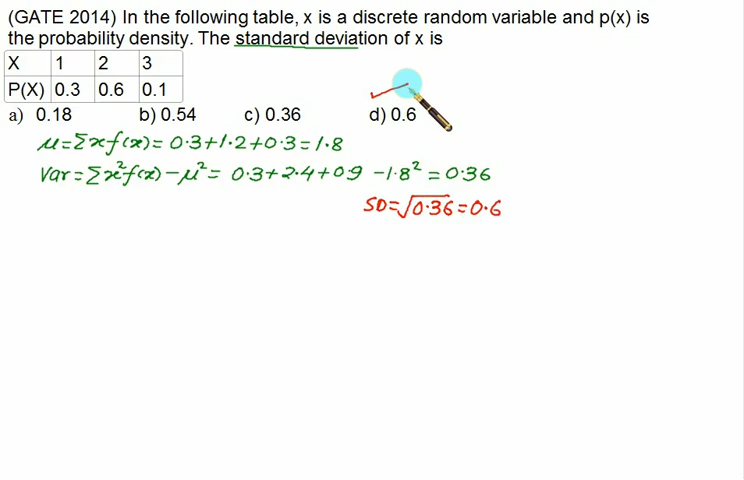 (GATE 2014) In the following table, x is a discrete random variable and p(x) is
the probability density. The standard deviation of x is
X 1 2 3
P(X) 0.3 0.6 0.1
a) 0.18 b) 0.54 c) 0.36 d) 0.6
μ=Σxf(x)= 0.3+1.2+0.3=1.8
Var=Σx²f(x)-μ²= 0.3+2.4+0.9 -1.8²=0.36
SD=√0.36=0.6